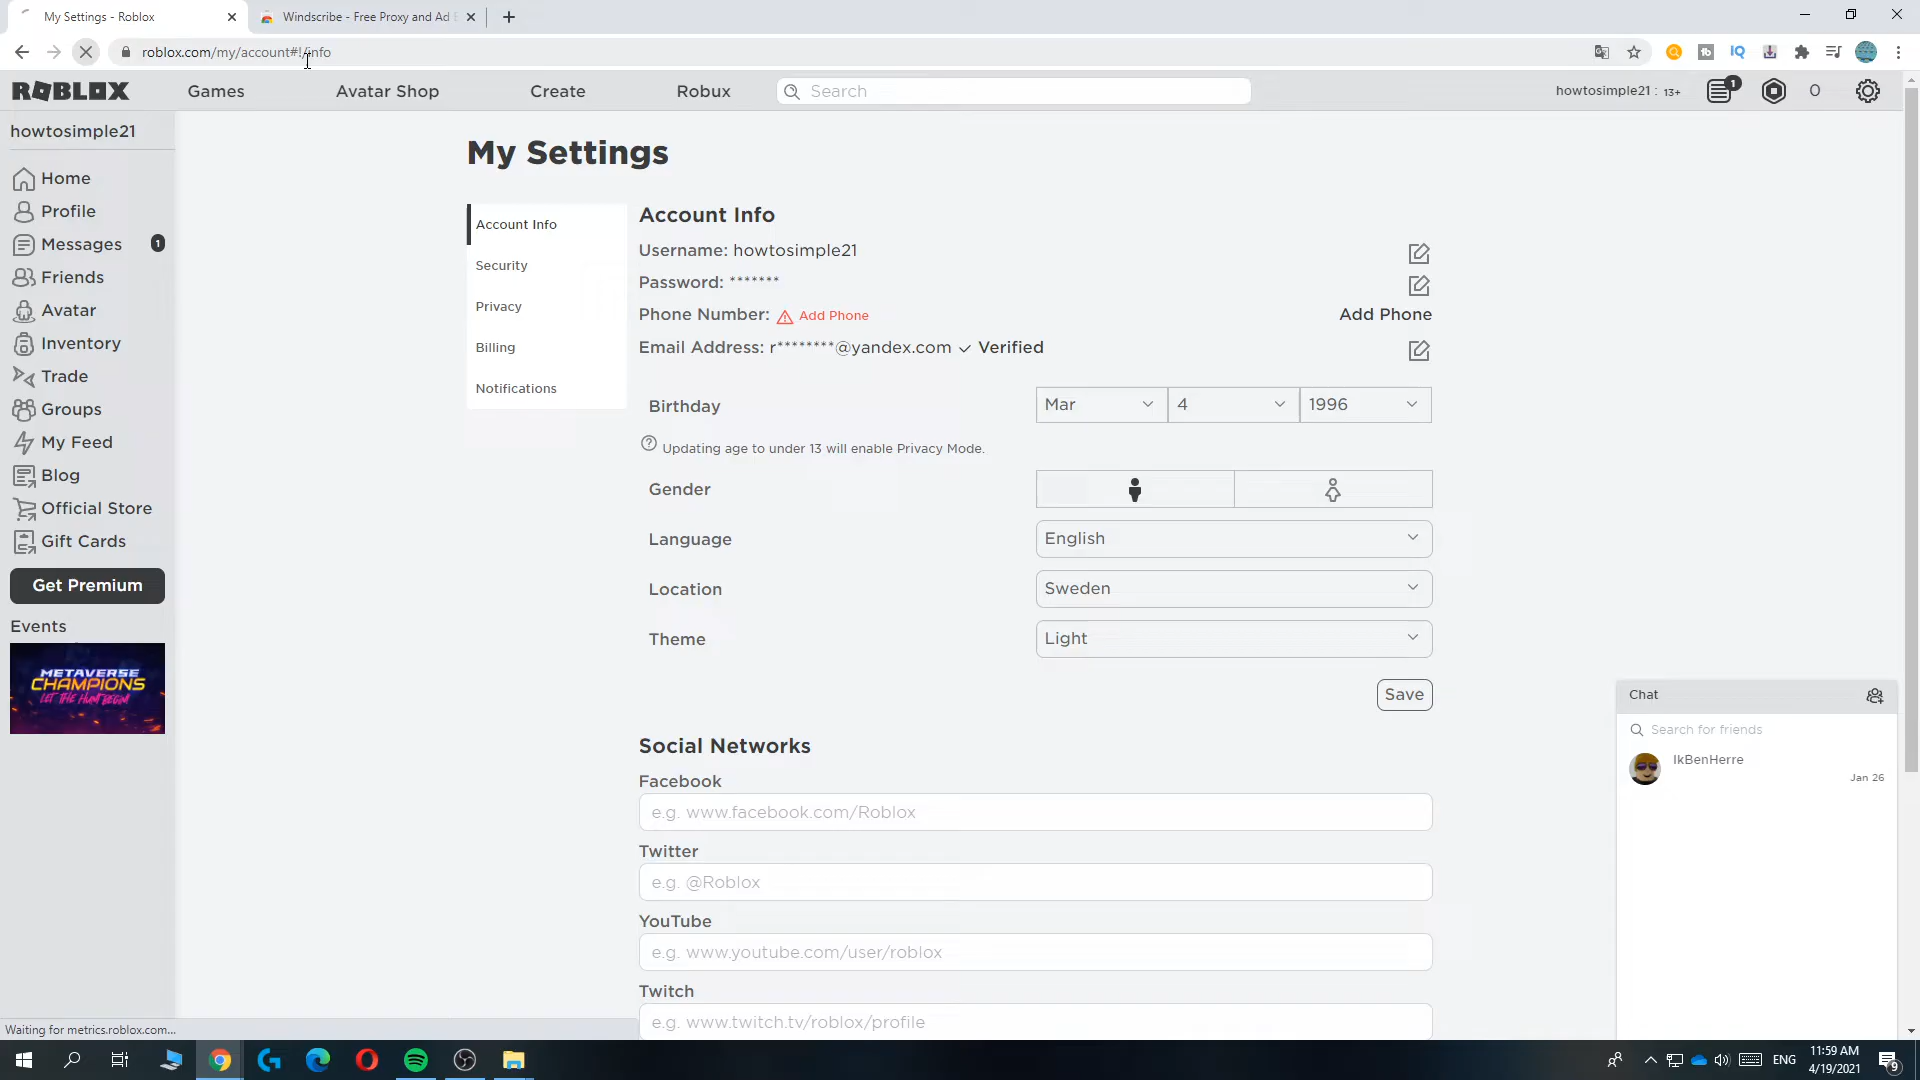 My Settings - Roblox
Windscribe - Free Proxy and Ad
roblox.com/my/account#!/info
ROBLOX
Games
Avatar Shop
Create
Robux
Search
howtosimple21 : 13+
1
0
howtosimple21
Home
Profile
Messages 1
Friends
Avatar
Inventory
Trade
Groups
My Feed
Blog
Official Store
Gift Cards
Get Premium
Events
METAVERSE
CHAMPIONS
LET THE HUNT BEGIN!
My Settings
Account Info
Security
Privacy
Billing
Notifications
Account Info
Username: howtosimple21
Password: *******
Phone Number: Add Phone
Add Phone
Email Address: r********@yandex.com Verified
Birthday
Mar 4 1996
Updating age to under 13 will enable Privacy Mode.
Gender
Language
English
Location
Sweden
Theme
Light
Save
Social Networks
Facebook
e.g. www.facebook.com/Roblox
Twitter
e.g. @Roblox
YouTube
e.g. www.youtube.com/user/roblox
Twitch
e.g. www.twitch.tv/roblox/profile
Chat
Search for friends
IkBenHerre
Jan 26
Waiting for metrics.roblox.com...
ENG
11:59 AM
4/19/2021
9